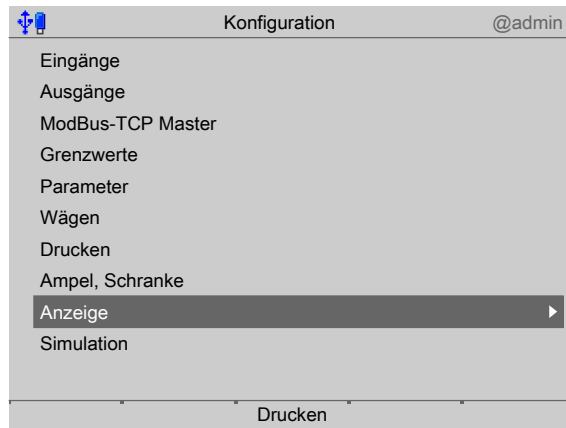 Konfiguration @admin
Eingänge
Ausgänge
ModBus-TCP Master
Grenzwerte
Parameter
Wägen
Drucken
Ampel, Schranke
Anzeige
Simulation
Drucken